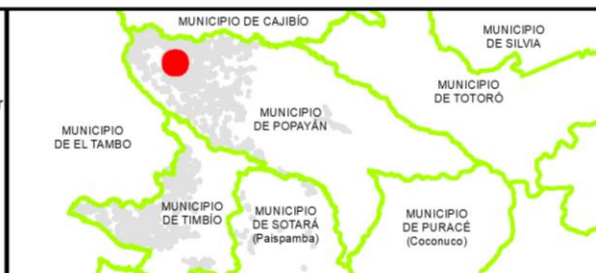 MUNICIPIO DE CAJIBÍO
MUNICIPIO
DE SILVIA
MUNICIPIO
DE TOTORÓ
MUNICIPIO
DE POPAYÁN
MUNICIPIO
DE EL TAMBO
MUNICIPIO
DE TIMBÍO
MUNICIPIO
DE SOTARÁ
(Paispamba)
MUNICIPIO
DE PURACÉ
(Coconuco)